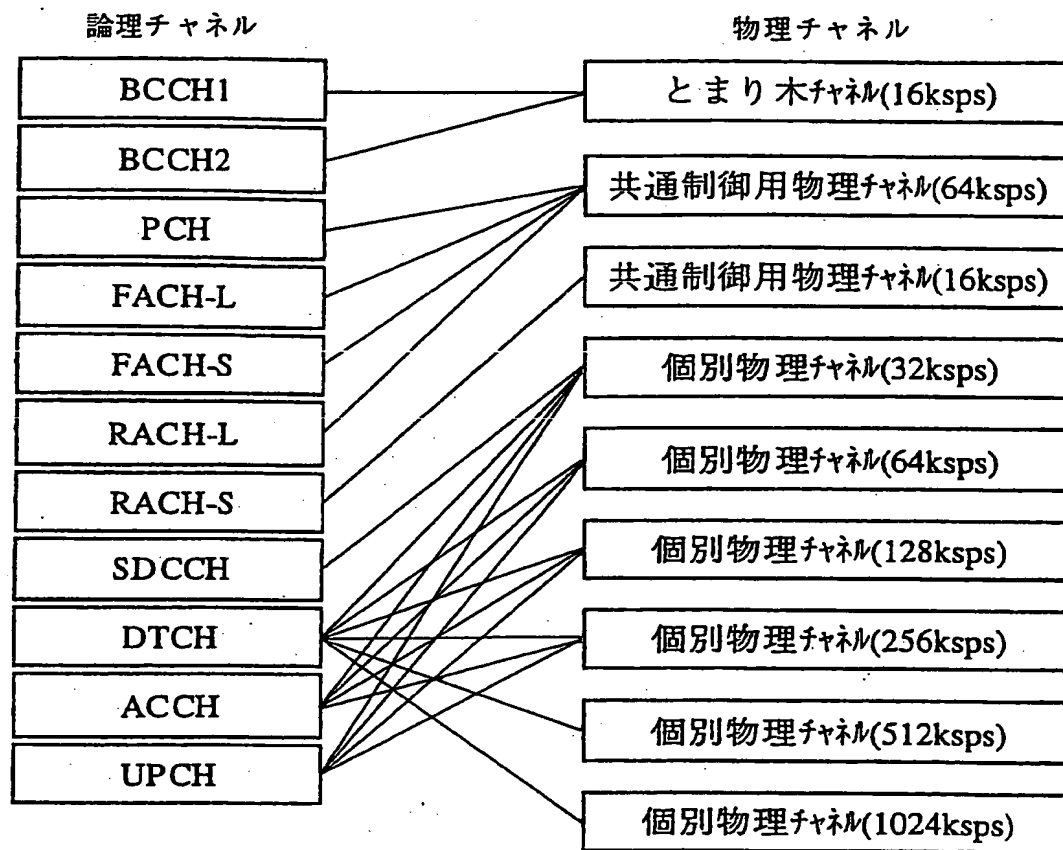 論理チャネル
BCCH1
BCCH2
PCH
FACH-L
FACH-S
RACH-L
RACH-S
SDCCH
DTCH
ACCH
UPCH
物理チャネル
とまり木ﾁｬﾈﾙ(16ksps)
共通制御用物理ﾁｬﾈﾙ(64ksps)
共通制御用物理ﾁｬﾈﾙ(16ksps)
個別物理ﾁｬﾈﾙ(32ksps)
個別物理ﾁｬﾈﾙ(64ksps)
個別物理ﾁｬﾈﾙ(128ksps)
個別物理ﾁｬﾈﾙ(256ksps)
個別物理ﾁｬﾈﾙ(512ksps)
個別物理ﾁｬﾈﾙ(1024ksps)